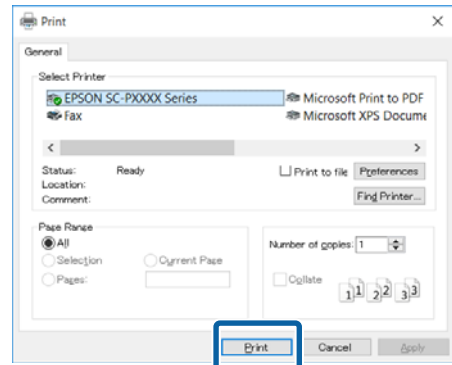 Print
General
Select Printer
EPSON SC-PXXXX Series
Microsoft Print to PDF
Fax
Microsoft XPS Docume
Status: Ready
Print to file
Preferences
Location:
Comment:
Find Printer...
Page Range
All
Selection
Current Page
Pages:
Number of copies: 1
Collate
1 1 2 2 3 3
Print
Cancel
Apply